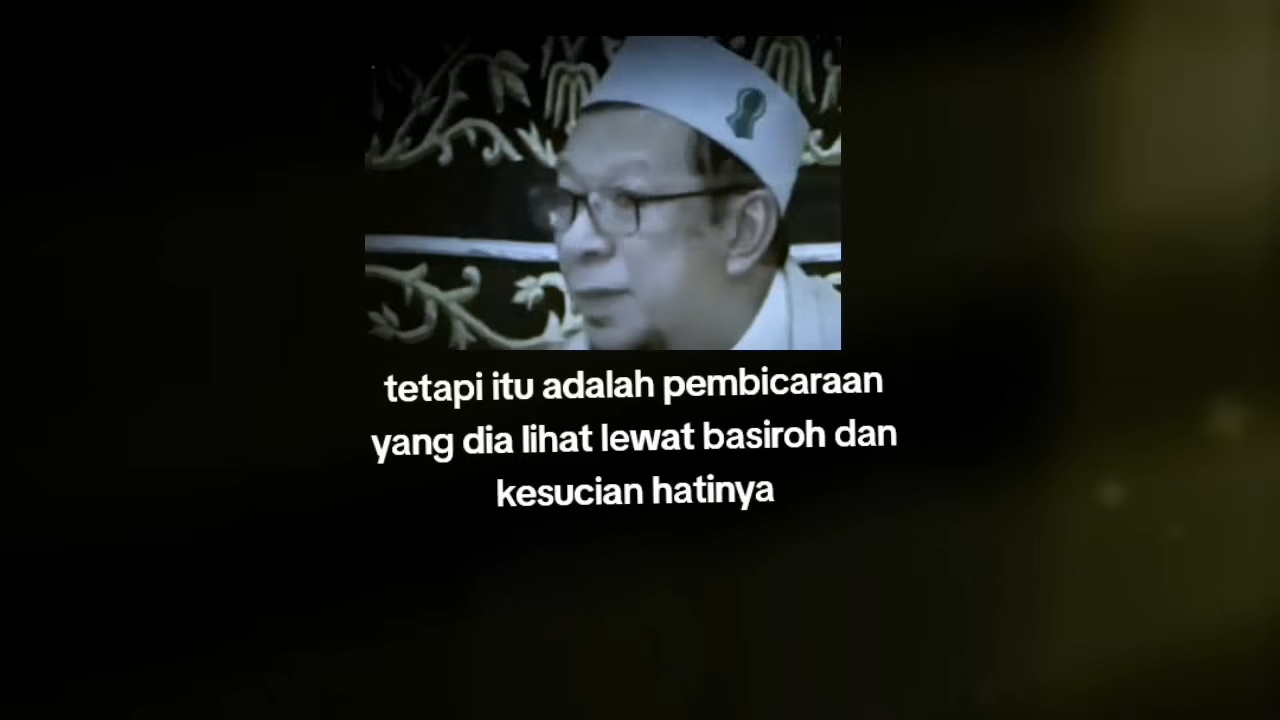 tetapi itu adalah pembicaraan
yang dia lihat lewat basiroh dan
kesucian hatinya